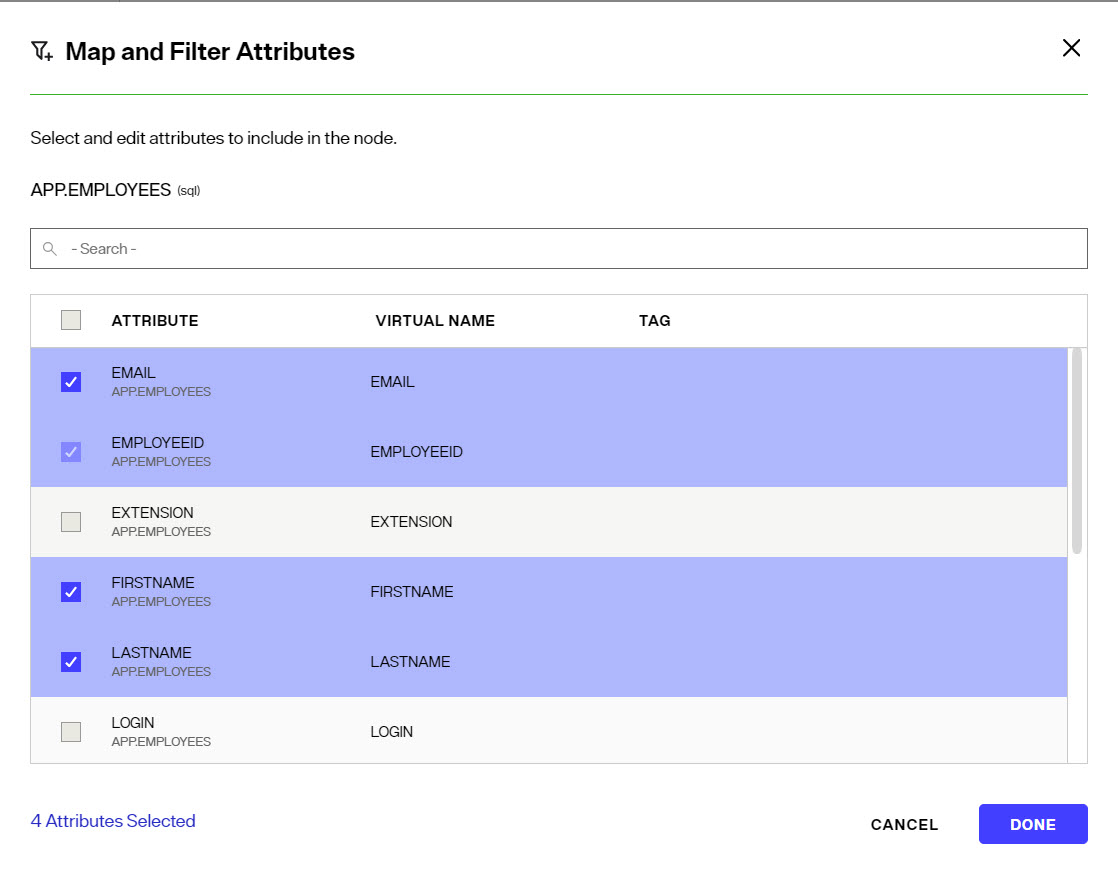 Map and Filter Attributes
Select and edit attributes to include in the node.
APP.EMPLOYEES (sql)
- Search -
ATTRIBUTE VIRTUAL NAME TAG
EMAIL
APP.EMPLOYEES
EMAIL
EMPLOYEEID
APP.EMPLOYEES
EMPLOYEEID
EXTENSION
APP.EMPLOYEES
EXTENSION
FIRSTNAME
APP.EMPLOYEES
FIRSTNAME
LASTNAME
APP.EMPLOYEES
LASTNAME
LOGIN
APP.EMPLOYEES
LOGIN
4 Attributes Selected
CANCEL DONE